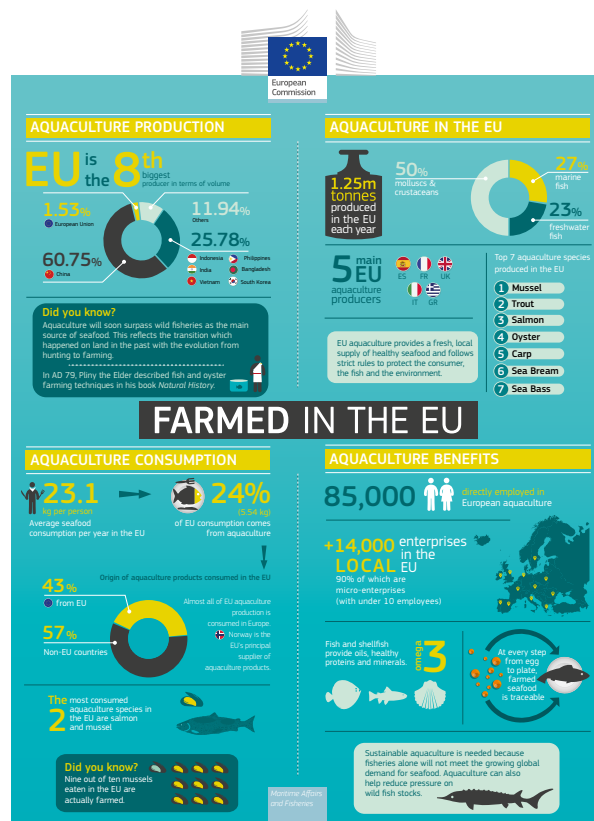 European
Commission
AQUACULTURE PRODUCTION
EU is the 8th
biggest
producer in terms of volume
1.53%
European Union
11.94%
Others
25.78%
Indonesia
Philippines
India
Bangladesh
Vietnam
South Korea
60.75%
China
Did you know?
Aquaculture will soon surpass wild fisheries as the main
source of seafood. This reflects the transition which
happened on land in the past with the evolution from
hunting to farming.
In AD 79, Pliny the Elder described fish and oyster
farming techniques in his book Natural History.
AQUACULTURE IN THE EU
1.25m
tonnes
produced
in the EU
each year
50%
molluscs &
crustaceans
27%
marine
fish
23%
freshwater
fish
5 main
EU
aquaculture
producers
ES
FR
UK
IT
GR
Top 7 aquaculture species
produced in the EU
1 Mussel
2 Trout
3 Salmon
4 Oyster
5 Carp
6 Sea Bream
7 Sea Bass
EU aquaculture provides a fresh, local
supply of healthy seafood and follows
strict rules to protect the consumer,
the fish and the environment.
FARMED IN THE EU
AQUACULTURE CONSUMPTION
23.1
kg per person
Average seafood
consumption per year in the EU
24%
(5.54 kg)
of EU consumption comes
from aquaculture
Origin of aquaculture products consumed in the EU
43 %
from EU
57 %
Non-EU countries
Almost all of EU aquaculture
production is
consumed in Europe.
Norway is the
EU's principal
supplier of
aquaculture products.
The 2 most consumed
aquaculture species in
the EU are salmon
and mussel
Did you know?
Nine out of ten mussels
eaten in the EU are
actually farmed.
AQUACULTURE BENEFITS
85,000
directly employed in
European aquaculture
+14,000 enterprises
in the
LOCAL EU
90% of which are
micro-enterprises
(with under 10 employees)
Fish and shellfish
provide oils, healthy
proteins and minerals.
omega 3
At every step
from egg
to plate,
farmed
seafood
is traceable
Sustainable aquaculture is needed because
fisheries alone will not meet the growing global
demand for seafood. Aquaculture can also
help reduce pressure on
wild fish stocks.
Maritime Affairs
and Fisheries